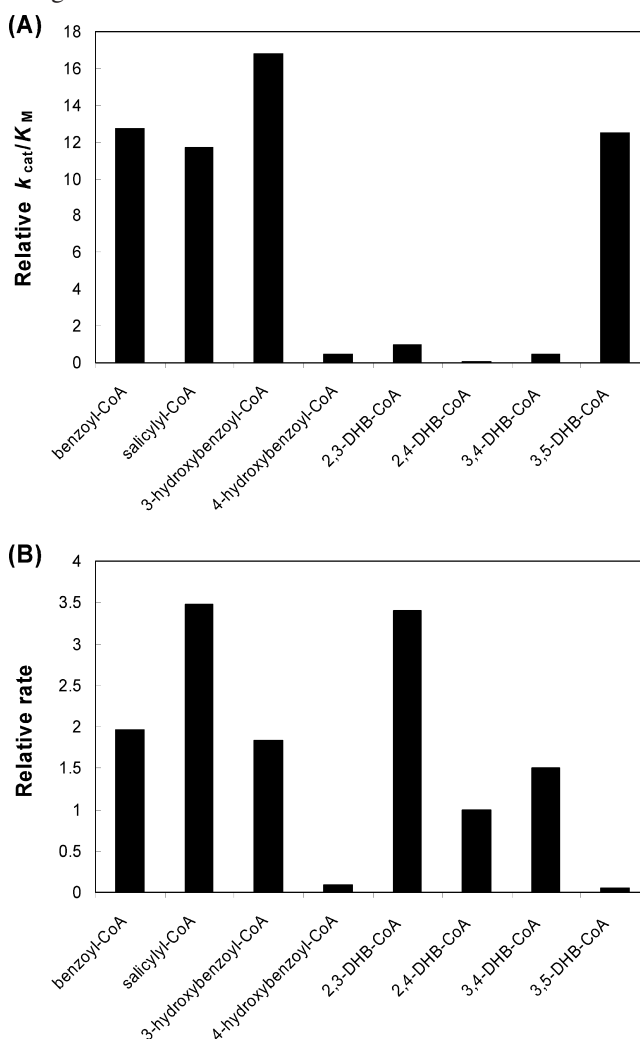 (A)
18
16
14
12
10
8
6
4
2
0
Relative kcat/KM
benzoyl-CoA
salicylyl-CoA
3-hydroxybenzoyl-CoA
4-hydroxybenzoyl-CoA
2,3-DHB-CoA
2,4-DHB-CoA
3,4-DHB-CoA
3,5-DHB-CoA
(B)
4
3.5
3
2.5
2
1.5
1
0.5
0
Relative rate
benzoyl-CoA
salicylyl-CoA
3-hydroxybenzoyl-CoA
4-hydroxybenzoyl-CoA
2,3-DHB-CoA
2,4-DHB-CoA
3,4-DHB-CoA
3,5-DHB-CoA